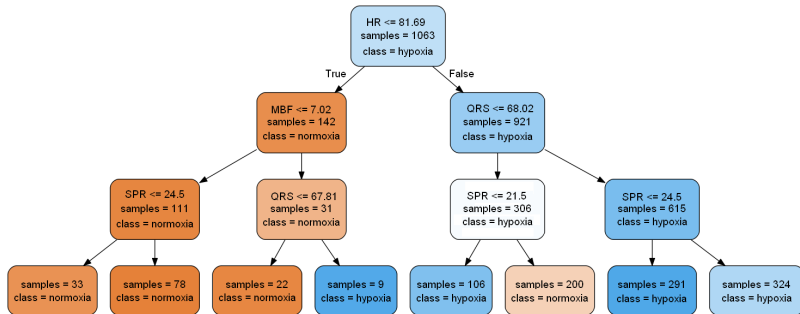 HR <= 81.69
samples = 1063
class = hypoxia
True
False
MBF <= 7.02
samples = 142
class = normoxia
QRS <= 68.02
samples = 921
class = hypoxia
SPR <= 24.5
samples = 111
class = normoxia
QRS <= 67.81
samples = 31
class = normoxia
SPR <= 21.5
samples = 306
class = hypoxia
SPR <= 24.5
samples = 615
class = hypoxia
samples = 33
class = normoxia
samples = 78
class = normoxia
samples = 22
class = normoxia
samples = 9
class = hypoxia
samples = 106
class = hypoxia
samples = 200
class = normoxia
samples = 291
class = hypoxia
samples = 324
class = hypoxia